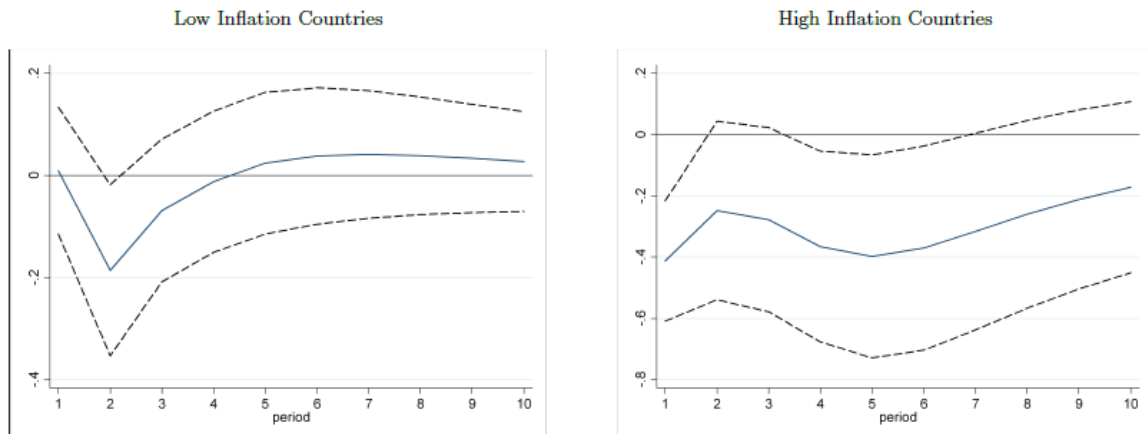 Low Inflation Countries
.2
0
-.2
-.4
1 2 3 4 5 6 7 8 9 10
period
High Inflation Countries
.2
0
-.2
-.4
-.6
-.8
1 2 3 4 5 6 7 8 9 10
period